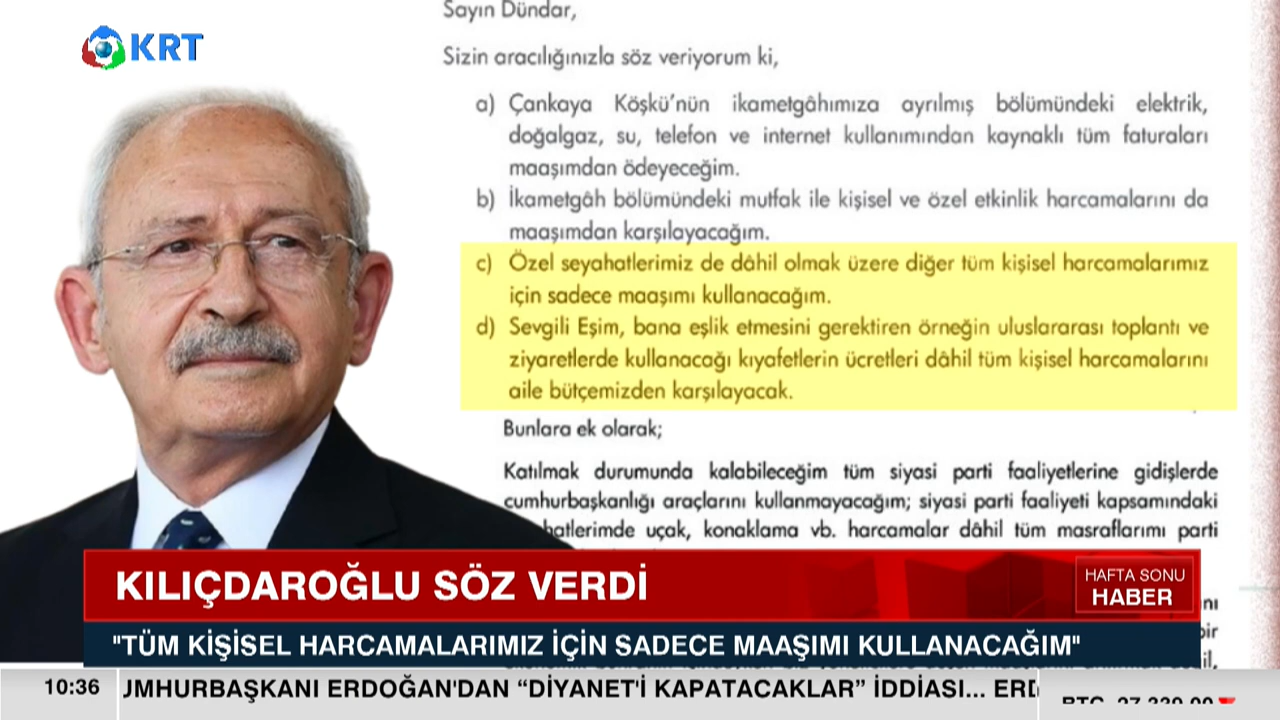 Sayın Dündar,
KRT
Sizin aracılığınızla söz veriyorum ki,
a) Çankaya Köşkü'nün ikametgâhımıza ayrılmış bölümündeki elektrik,
doğalgaz, su, telefon ve internet kullanımından kaynaklı tüm faturaları
maaşımdan ödeyeceğim.
b) İkametgâh bölümündeki mutfak ile kişisel ve özel etkinlik harcamalarını da
maaşımdan karşılayacağım.
c) Özel seyahatlerimiz de dâhil olmak üzere diğer tüm kişisel harcamalarımız
için sadece maaşımı kullanacağım.
d) Sevgili Eşim, bana eşlik etmesini gerektiren örneğin uluslararası toplantı ve
ziyaretlerde kullanacağı kıyafetlerin ücretleri dâhil tüm kişisel harcamalarını
aile bütçemizden karşılayacak.
Bunlara ek olarak;
Katılmak durumunda kalabileceğim tüm siyasi parti faaliyetlerine gidişlerde
cumhurbaşkanlığı araçlarını kullanmayacağım; siyasi parti faaliyeti kapsamındaki
hatlerimde uçak, konaklama vb. harcamalar dâhil tüm masraflarımı parti
KILIÇDAROĞLU SÖZ VERDİ
HAFTA SONU
HABER
"TÜM KİŞİSEL HARCAMALARIMIZ İÇİN SADECE MAAŞIMI KULLANACAĞIM"
10:36 UMHURBAŞKANI ERDOĞAN'DAN “DİYANET'İ KAPATACAKLAR” İDDİASI... ERD